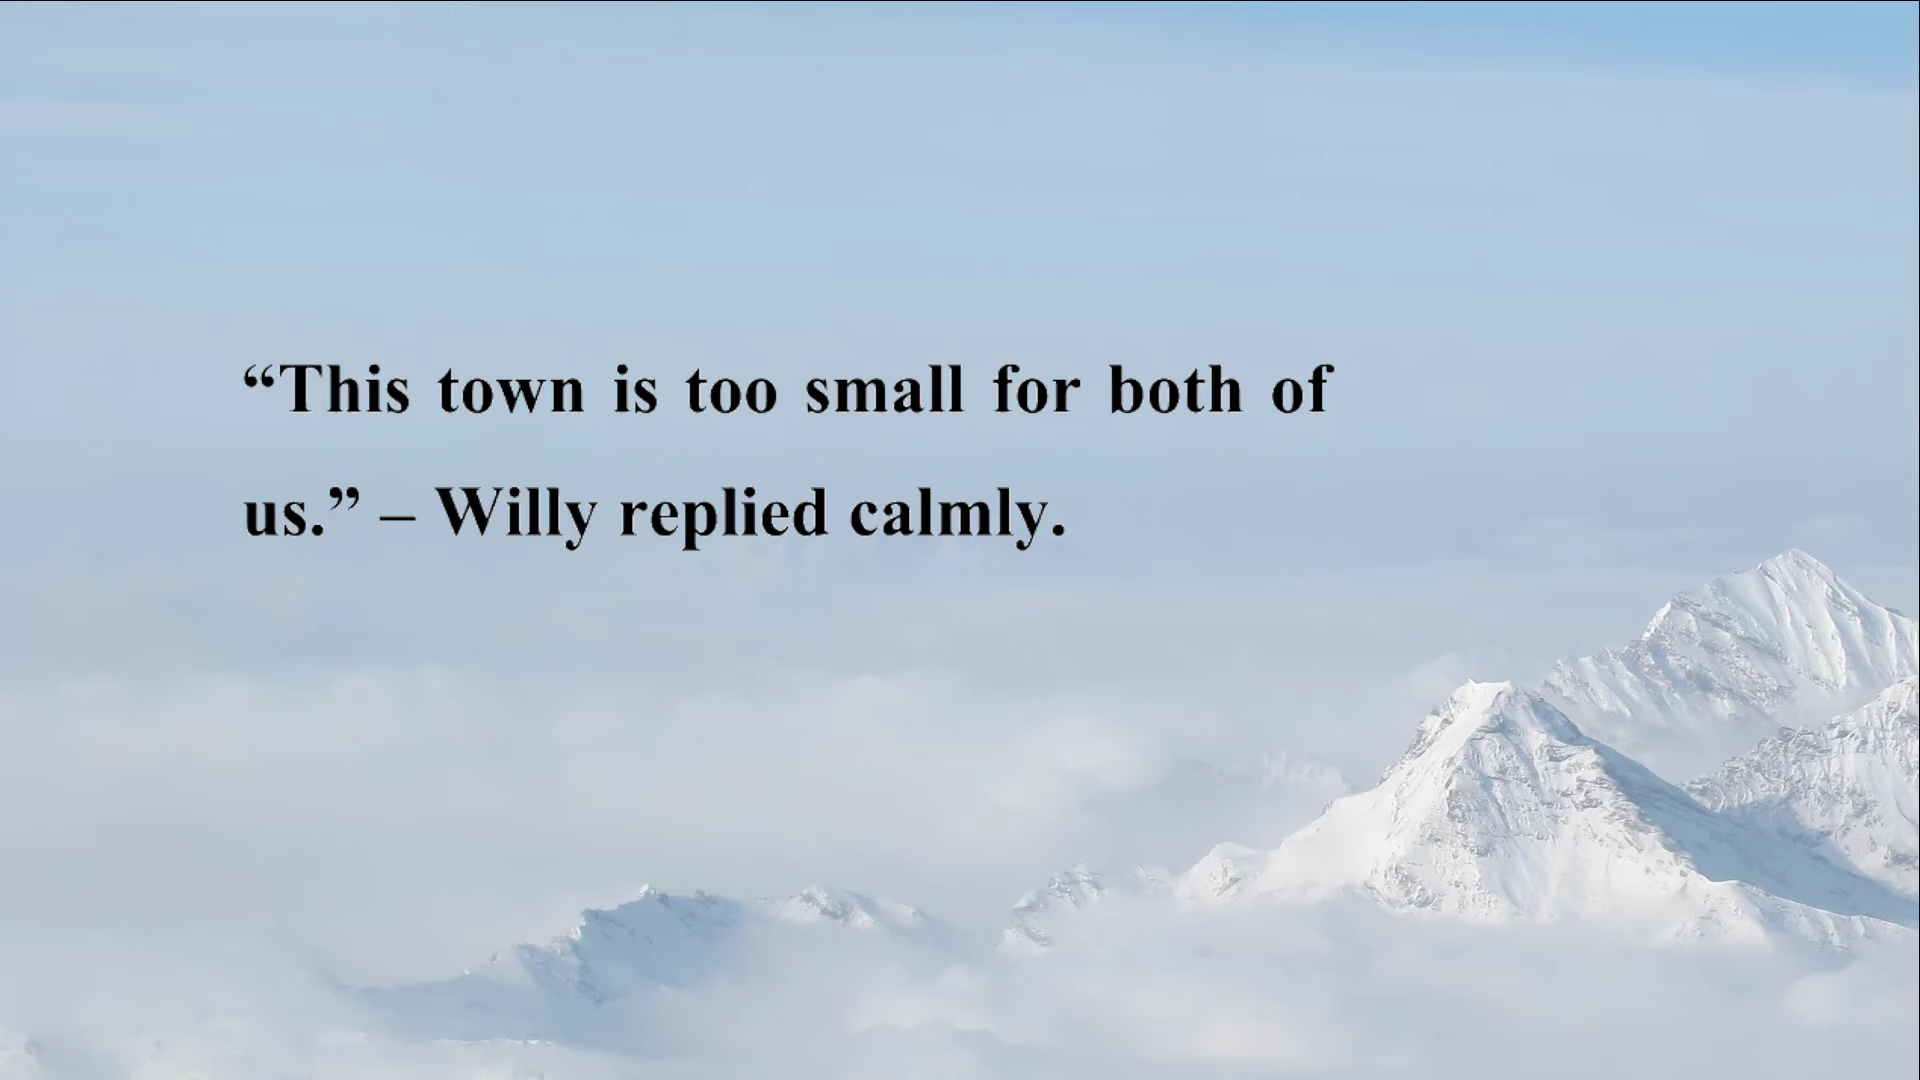 “This town is too small for both of
us.” – Willy replied calmly.